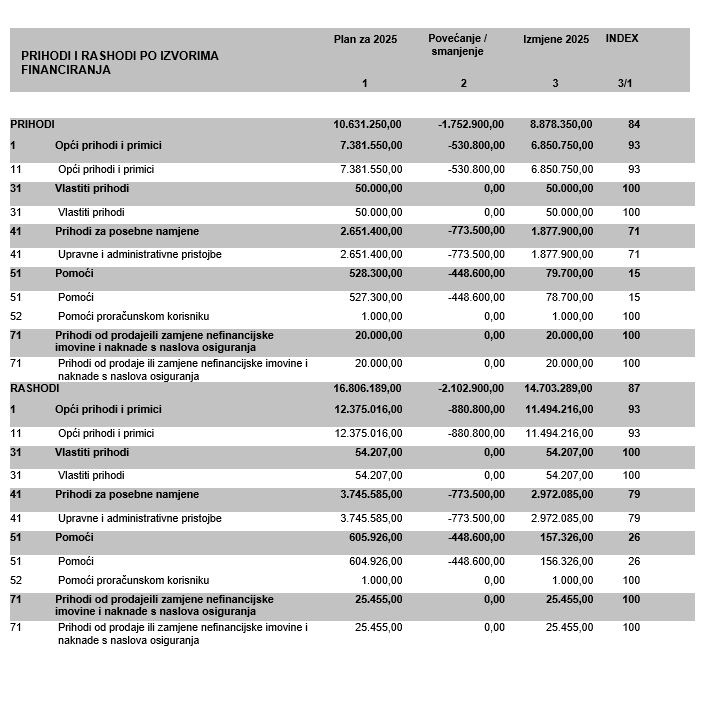 PRIHODI I RASHODI PO IZVORIMA FINANCIRANJA Plan za 2025 Povećanje / smanjenje Izmjene 2025 INDEX
1 2 3 3/1
PRIHODI 10.631.250,00 -1.752.900,00 8.878.350,00 84
1 Opći prihodi i primici 7.381.550,00 -530.800,00 6.850.750,00 93
11 Opći prihodi i primici 7.381.550,00 -530.800,00 6.850.750,00 93
31 Vlastiti prihodi 50.000,00 0,00 50.000,00 100
31 Vlastiti prihodi 50.000,00 0,00 50.000,00 100
41 Prihodi za posebne namjene 2.651.400,00 -773.500,00 1.877.900,00 71
41 Upravne i administrativne pristojbe 2.651.400,00 -773.500,00 1.877.900,00 71
51 Pomoći 528.300,00 -448.600,00 79.700,00 15
51 Pomoći 527.300,00 -448.600,00 78.700,00 15
52 Pomoći proračunskom korisniku 1.000,00 0,00 1.000,00 100
71 Prihodi od prodajeili zamjene nefinancijske 20.000,00 0,00 20.000,00 100
imovine i naknade s naslova osiguranja
71 Prihodi od prodaje ili zamjene nefinancijske imovine i 20.000,00 0,00 20.000,00 100
naknade s naslova osiguranja
RASHODI 16.806.189,00 -2.102.900,00 14.703.289,00 87
1 Opći prihodi i primici 12.375.016,00 -880.800,00 11.494.216,00 93
11 Opći prihodi i primici 12.375.016,00 -880.800,00 11.494.216,00 93
31 Vlastiti prihodi 54.207,00 0,00 54.207,00 100
31 Vlastiti prihodi 54.207,00 0,00 54.207,00 100
41 Prihodi za posebne namjene 3.745.585,00 -773.500,00 2.972.085,00 79
41 Upravne i administrativne pristojbe 3.745.585,00 -773.500,00 2.972.085,00 79
51 Pomoći 605.926,00 -448.600,00 157.326,00 26
51 Pomoći 604.926,00 -448.600,00 156.326,00 26
52 Pomoći proračunskom korisniku 1.000,00 0,00 1.000,00 100
71 Prihodi od prodajeili zamjene nefinancijske 25.455,00 0,00 25.455,00 100
imovine i naknade s naslova osiguranja
71 Prihodi od prodaje ili zamjene nefinancijske imovine i 25.455,00 0,00 25.455,00 100
naknade s naslova osiguranja